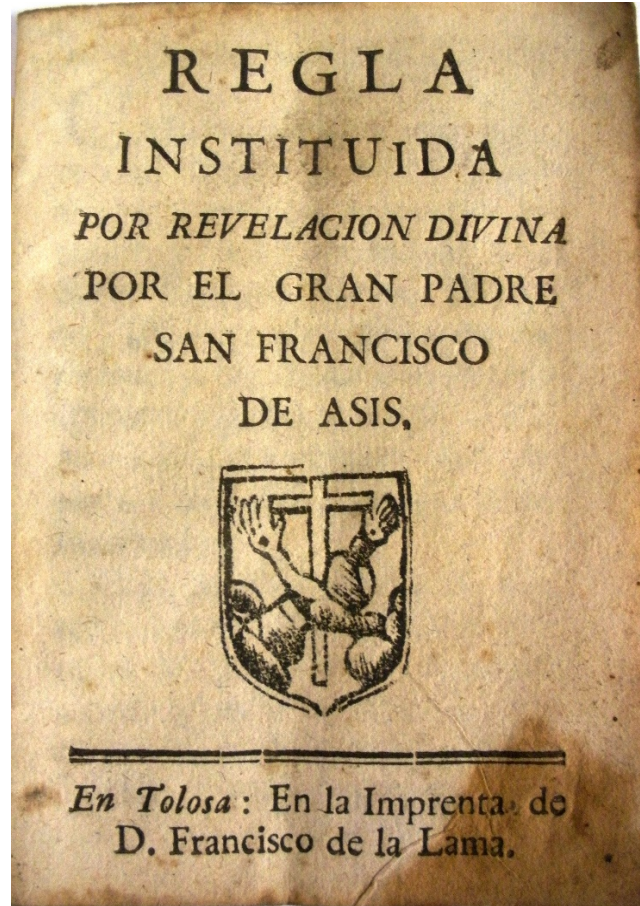 REGLA
INSTITUIDA
POR REVELACION DIVINA
POR EL GRAN PADRE
SAN FRANCISCO
DE ASIS.
En Tolosa: En la Imprenta de
D. Francisco de la Lama.